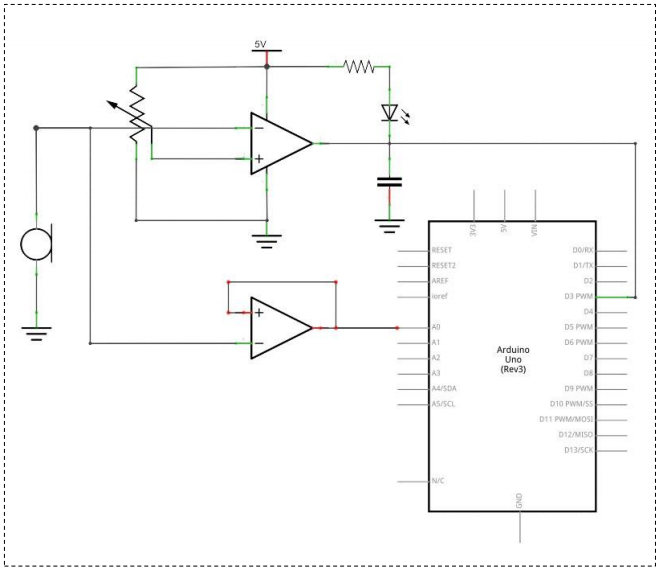 5V
−
+
+
−
3V3
5V
VIN
RESET
RESET2
AREF
ioref
A0
A1
A2
A3
A4/SDA
A5/SCL
N/C
Arduino
Uno
(Rev3)
D0/RX
D1/TX
D2
D3 PWM
D4
D5 PWM
D6 PWM
D7
D8
D9 PWM
D10 PWM/SS
D11 PWM/MOSI
D12/MISO
D13/SCK
GND